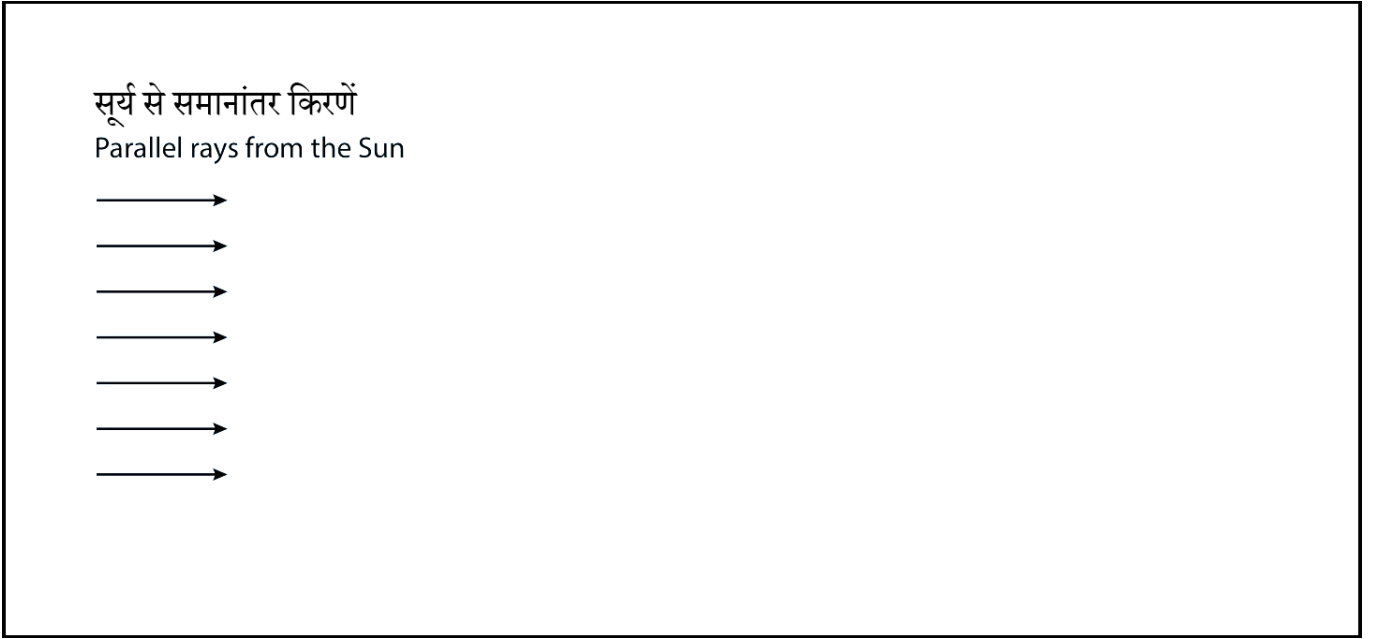 सूर्य से समानांतर किरणें
Parallel rays from the Sun